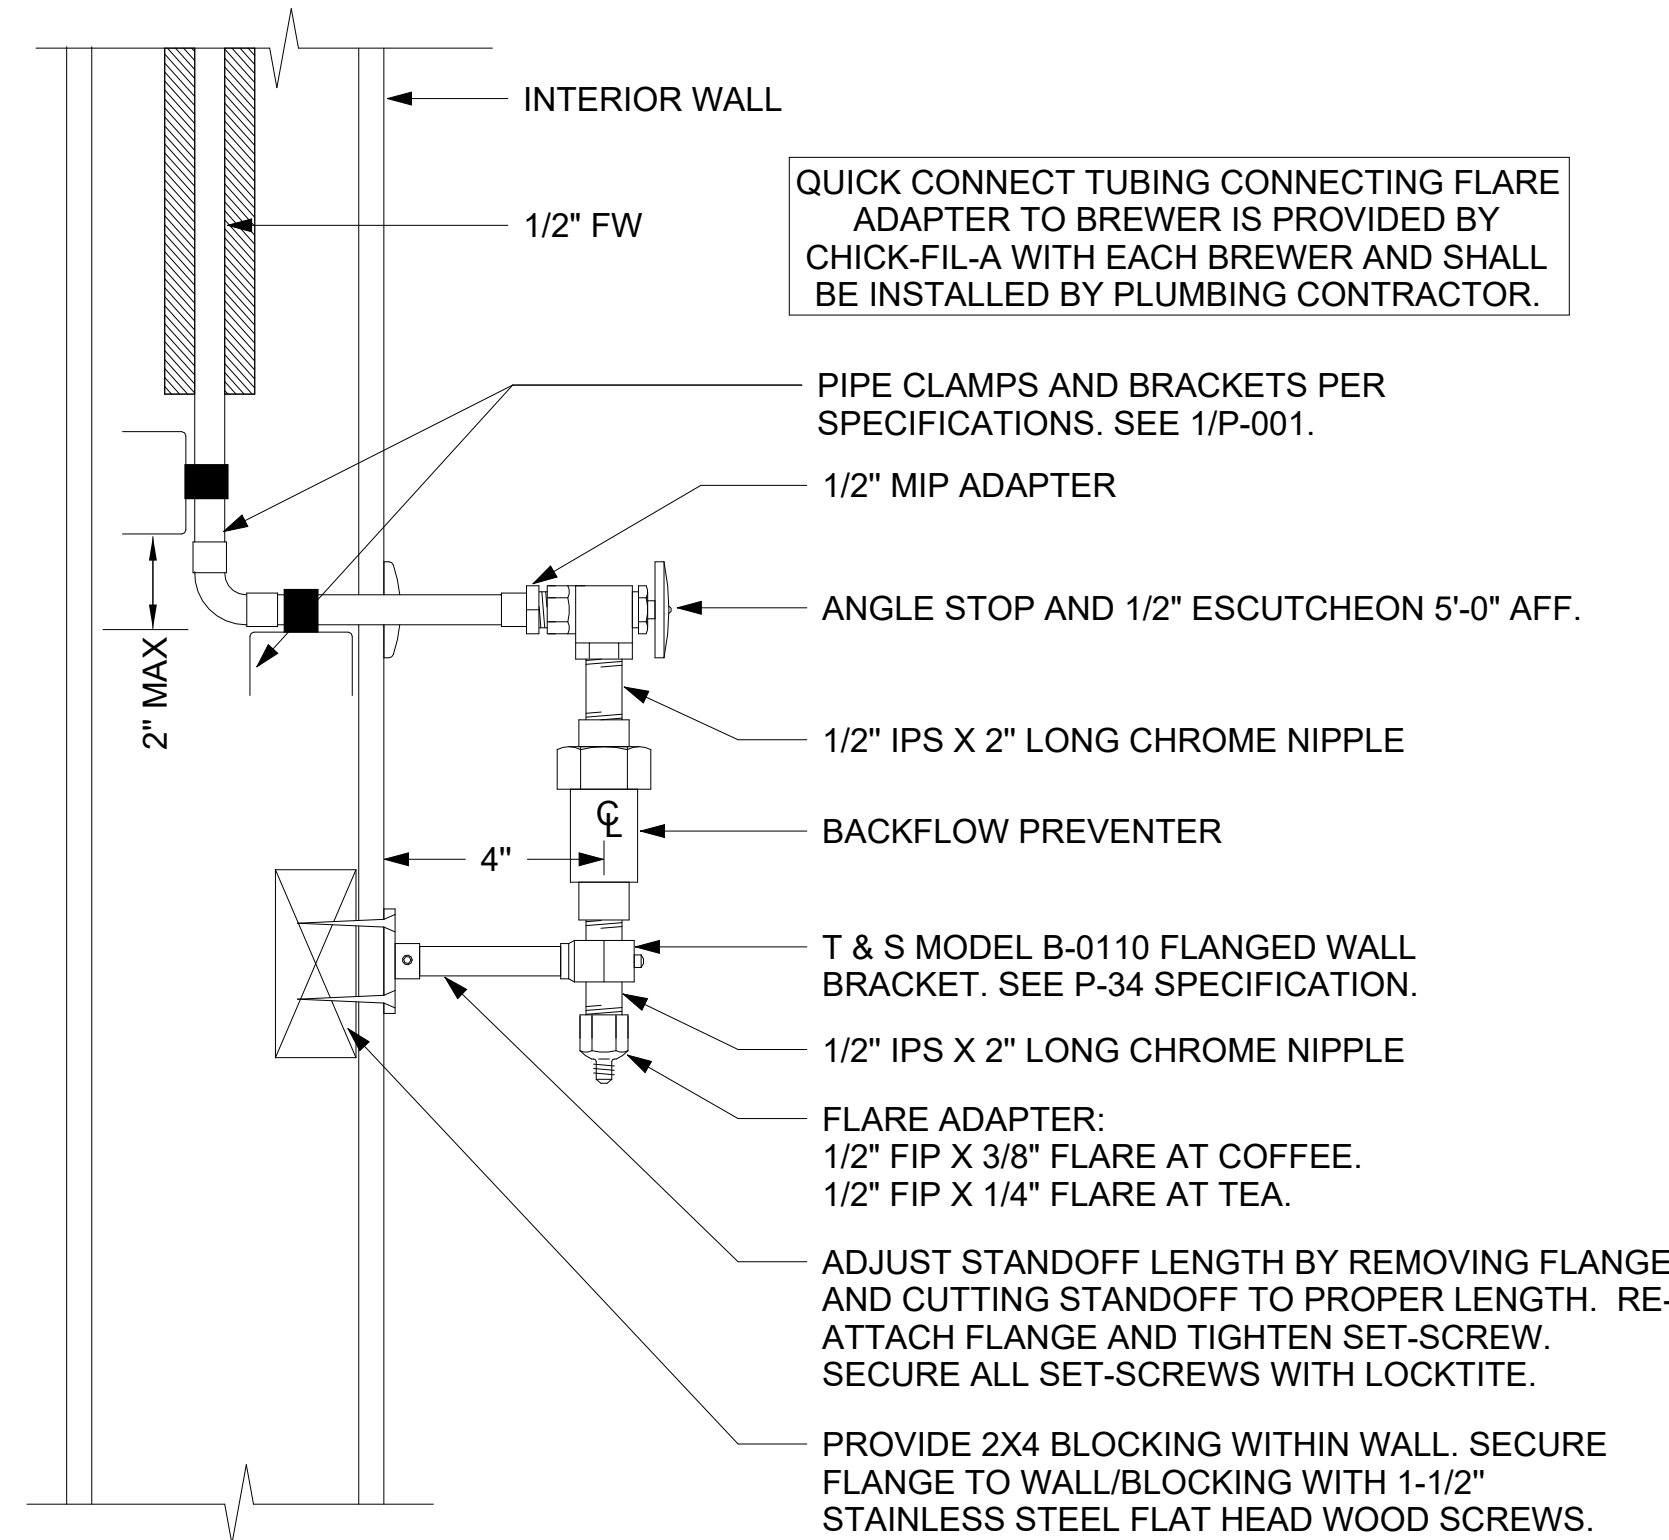 INTERIOR WALL
1/2" FW
QUICK CONNECT TUBING CONNECTING FLARE
ADAPTER TO BREWER IS PROVIDED BY
CHICK-FIL-A WITH EACH BREWER AND SHALL
BE INSTALLED BY PLUMBING CONTRACTOR.
PIPE CLAMPS AND BRACKETS PER
SPECIFICATIONS. SEE 1/P-001.
1/2" MIP ADAPTER
ANGLE STOP AND 1/2" ESCUTCHEON 5'-0" AFF.
2" MAX
1/2" IPS X 2" LONG CHROME NIPPLE
CL
BACKFLOW PREVENTER
4"
T & S MODEL B-0110 FLANGED WALL
BRACKET. SEE P-34 SPECIFICATION.
1/2" IPS X 2" LONG CHROME NIPPLE
FLARE ADAPTER:
1/2" FIP X 3/8" FLARE AT COFFEE.
1/2" FIP X 1/4" FLARE AT TEA.
ADJUST STANDOFF LENGTH BY REMOVING FLANGE
AND CUTTING STANDOFF TO PROPER LENGTH. RE-
ATTACH FLANGE AND TIGHTEN SET-SCREW.
SECURE ALL SET-SCREWS WITH LOCKTITE.
PROVIDE 2X4 BLOCKING WITHIN WALL. SECURE
FLANGE TO WALL/BLOCKING WITH 1-1/2"
STAINLESS STEEL FLAT HEAD WOOD SCREWS.